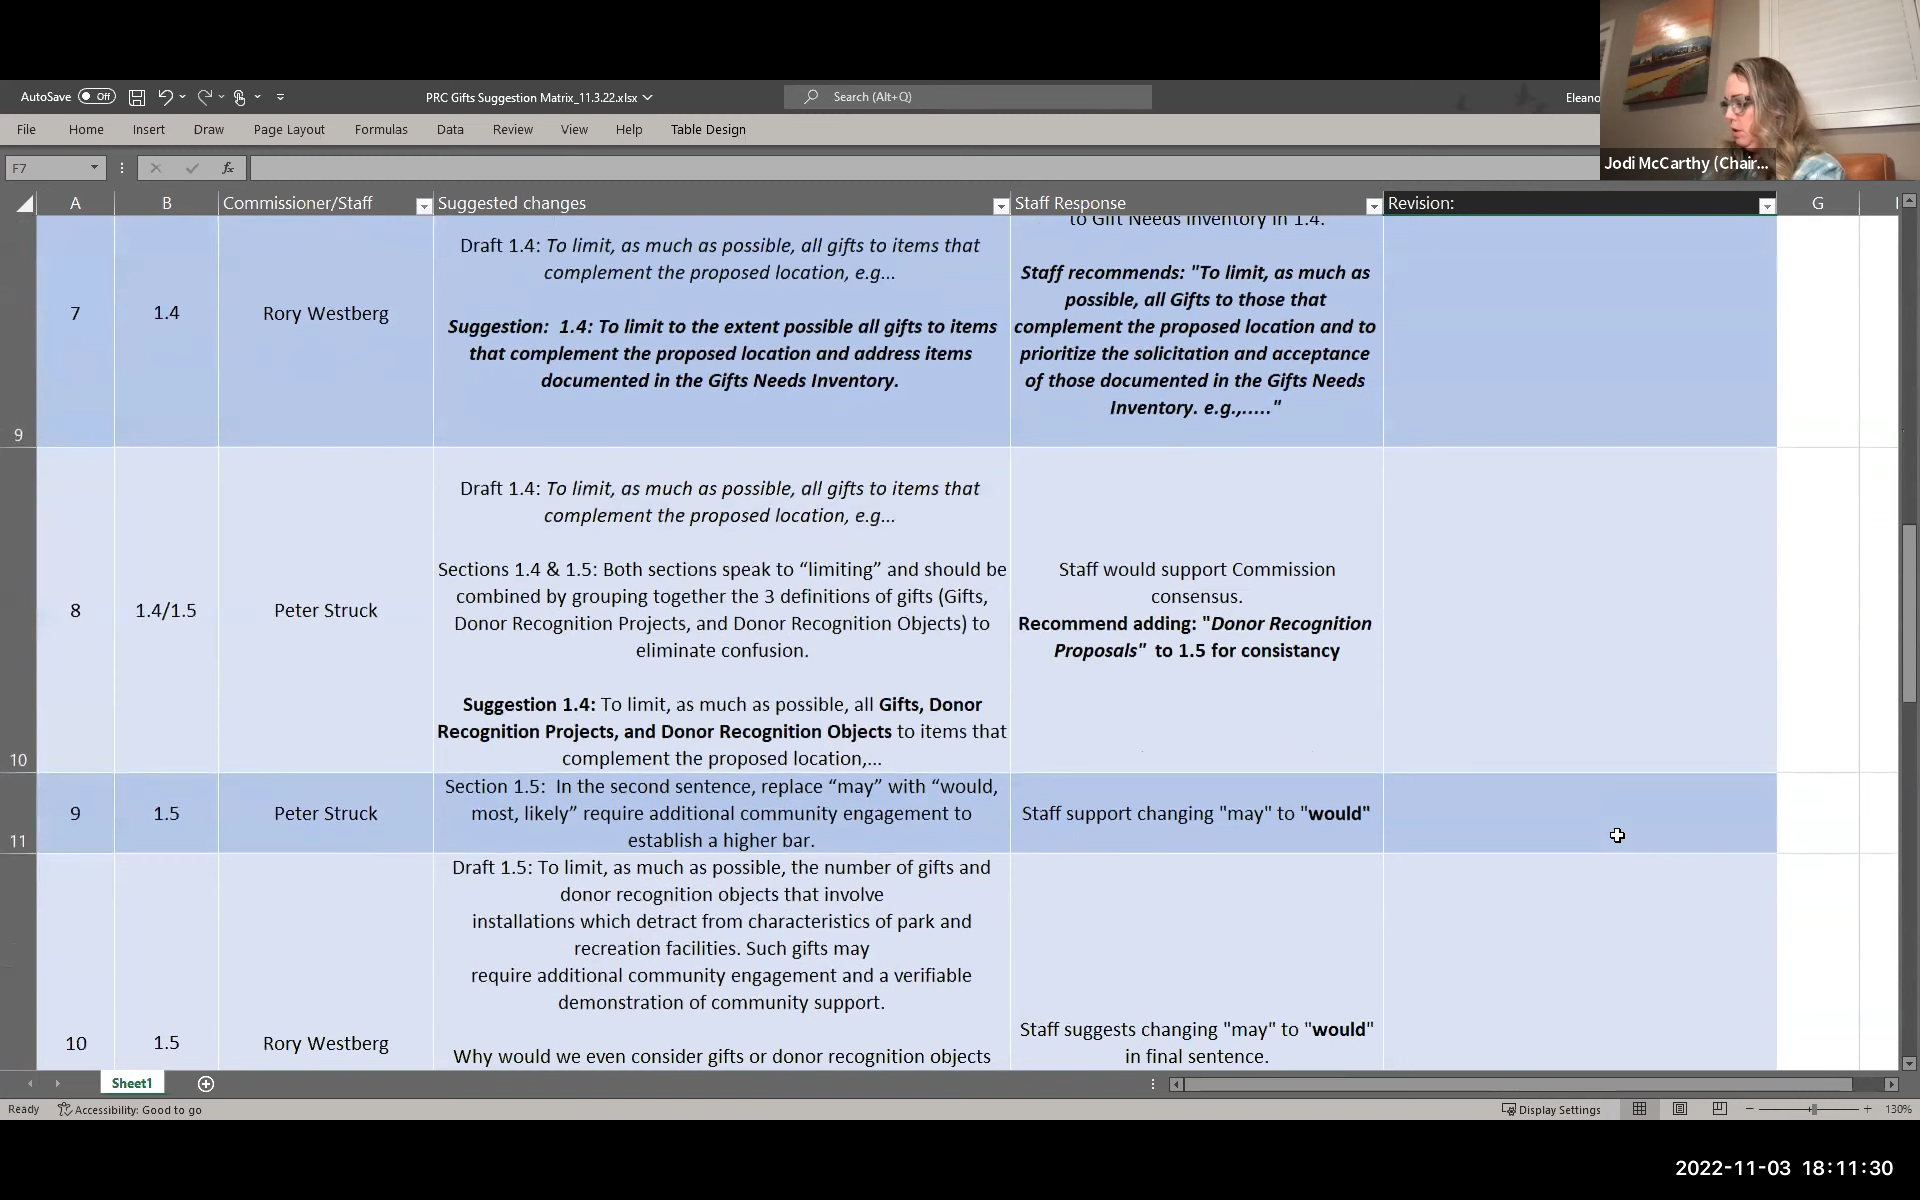 Jodi McCarthy (Chair...
AutoSave Off
PRC Gifts Suggestion Matrix_11.3.22.xlsx
Search (Alt+Q)
Eleano
File Home Insert Draw Page Layout Formulas Data Review View Help Table Design
F7
fx
A B Commissioner/Staff Suggested changes Staff Response Revision: G
to Gift Needs Inventory in 1.4.
9
7
1.4
Rory Westberg
Draft 1.4: To limit, as much as possible, all gifts to items that
complement the proposed location, e.g...
Suggestion: 1.4: To limit to the extent possible all gifts to items
that complement the proposed location and address items
documented in the Gifts Needs Inventory.
Staff recommends: "To limit, as much as
possible, all Gifts to those that
complement the proposed location and to
prioritize the solicitation and acceptance
of those documented in the Gifts Needs
Inventory. e.g.,....."
10
8
1.4/1.5
Peter Struck
Draft 1.4: To limit, as much as possible, all gifts to items that
complement the proposed location, e.g...
Sections 1.4 & 1.5: Both sections speak to “limiting” and should be
combined by grouping together the 3 definitions of gifts (Gifts,
Donor Recognition Projects, and Donor Recognition Objects) to
eliminate confusion.
Suggestion 1.4: To limit, as much as possible, all Gifts, Donor
Recognition Projects, and Donor Recognition Objects to items that
complement the proposed location,...
Staff would support Commission
consensus.
Recommend adding: "Donor Recognition
Proposals" to 1.5 for consistancy
11
9
1.5
Peter Struck
Section 1.5: In the second sentence, replace “may” with “would,
most, likely” require additional community engagement to
establish a higher bar.
Staff support changing "may" to "would"
10
1.5
Rory Westberg
Draft 1.5: To limit, as much as possible, the number of gifts and
donor recognition objects that involve
installations which detract from characteristics of park and
recreation facilities. Such gifts may
require additional community engagement and a verifiable
demonstration of community support.
Why would we even consider gifts or donor recognition objects
Staff suggests changing "may" to "would"
in final sentence.
Sheet1
Ready Accessibility: Good to go
Display Settings
130%
2022-11-03 18:11:30